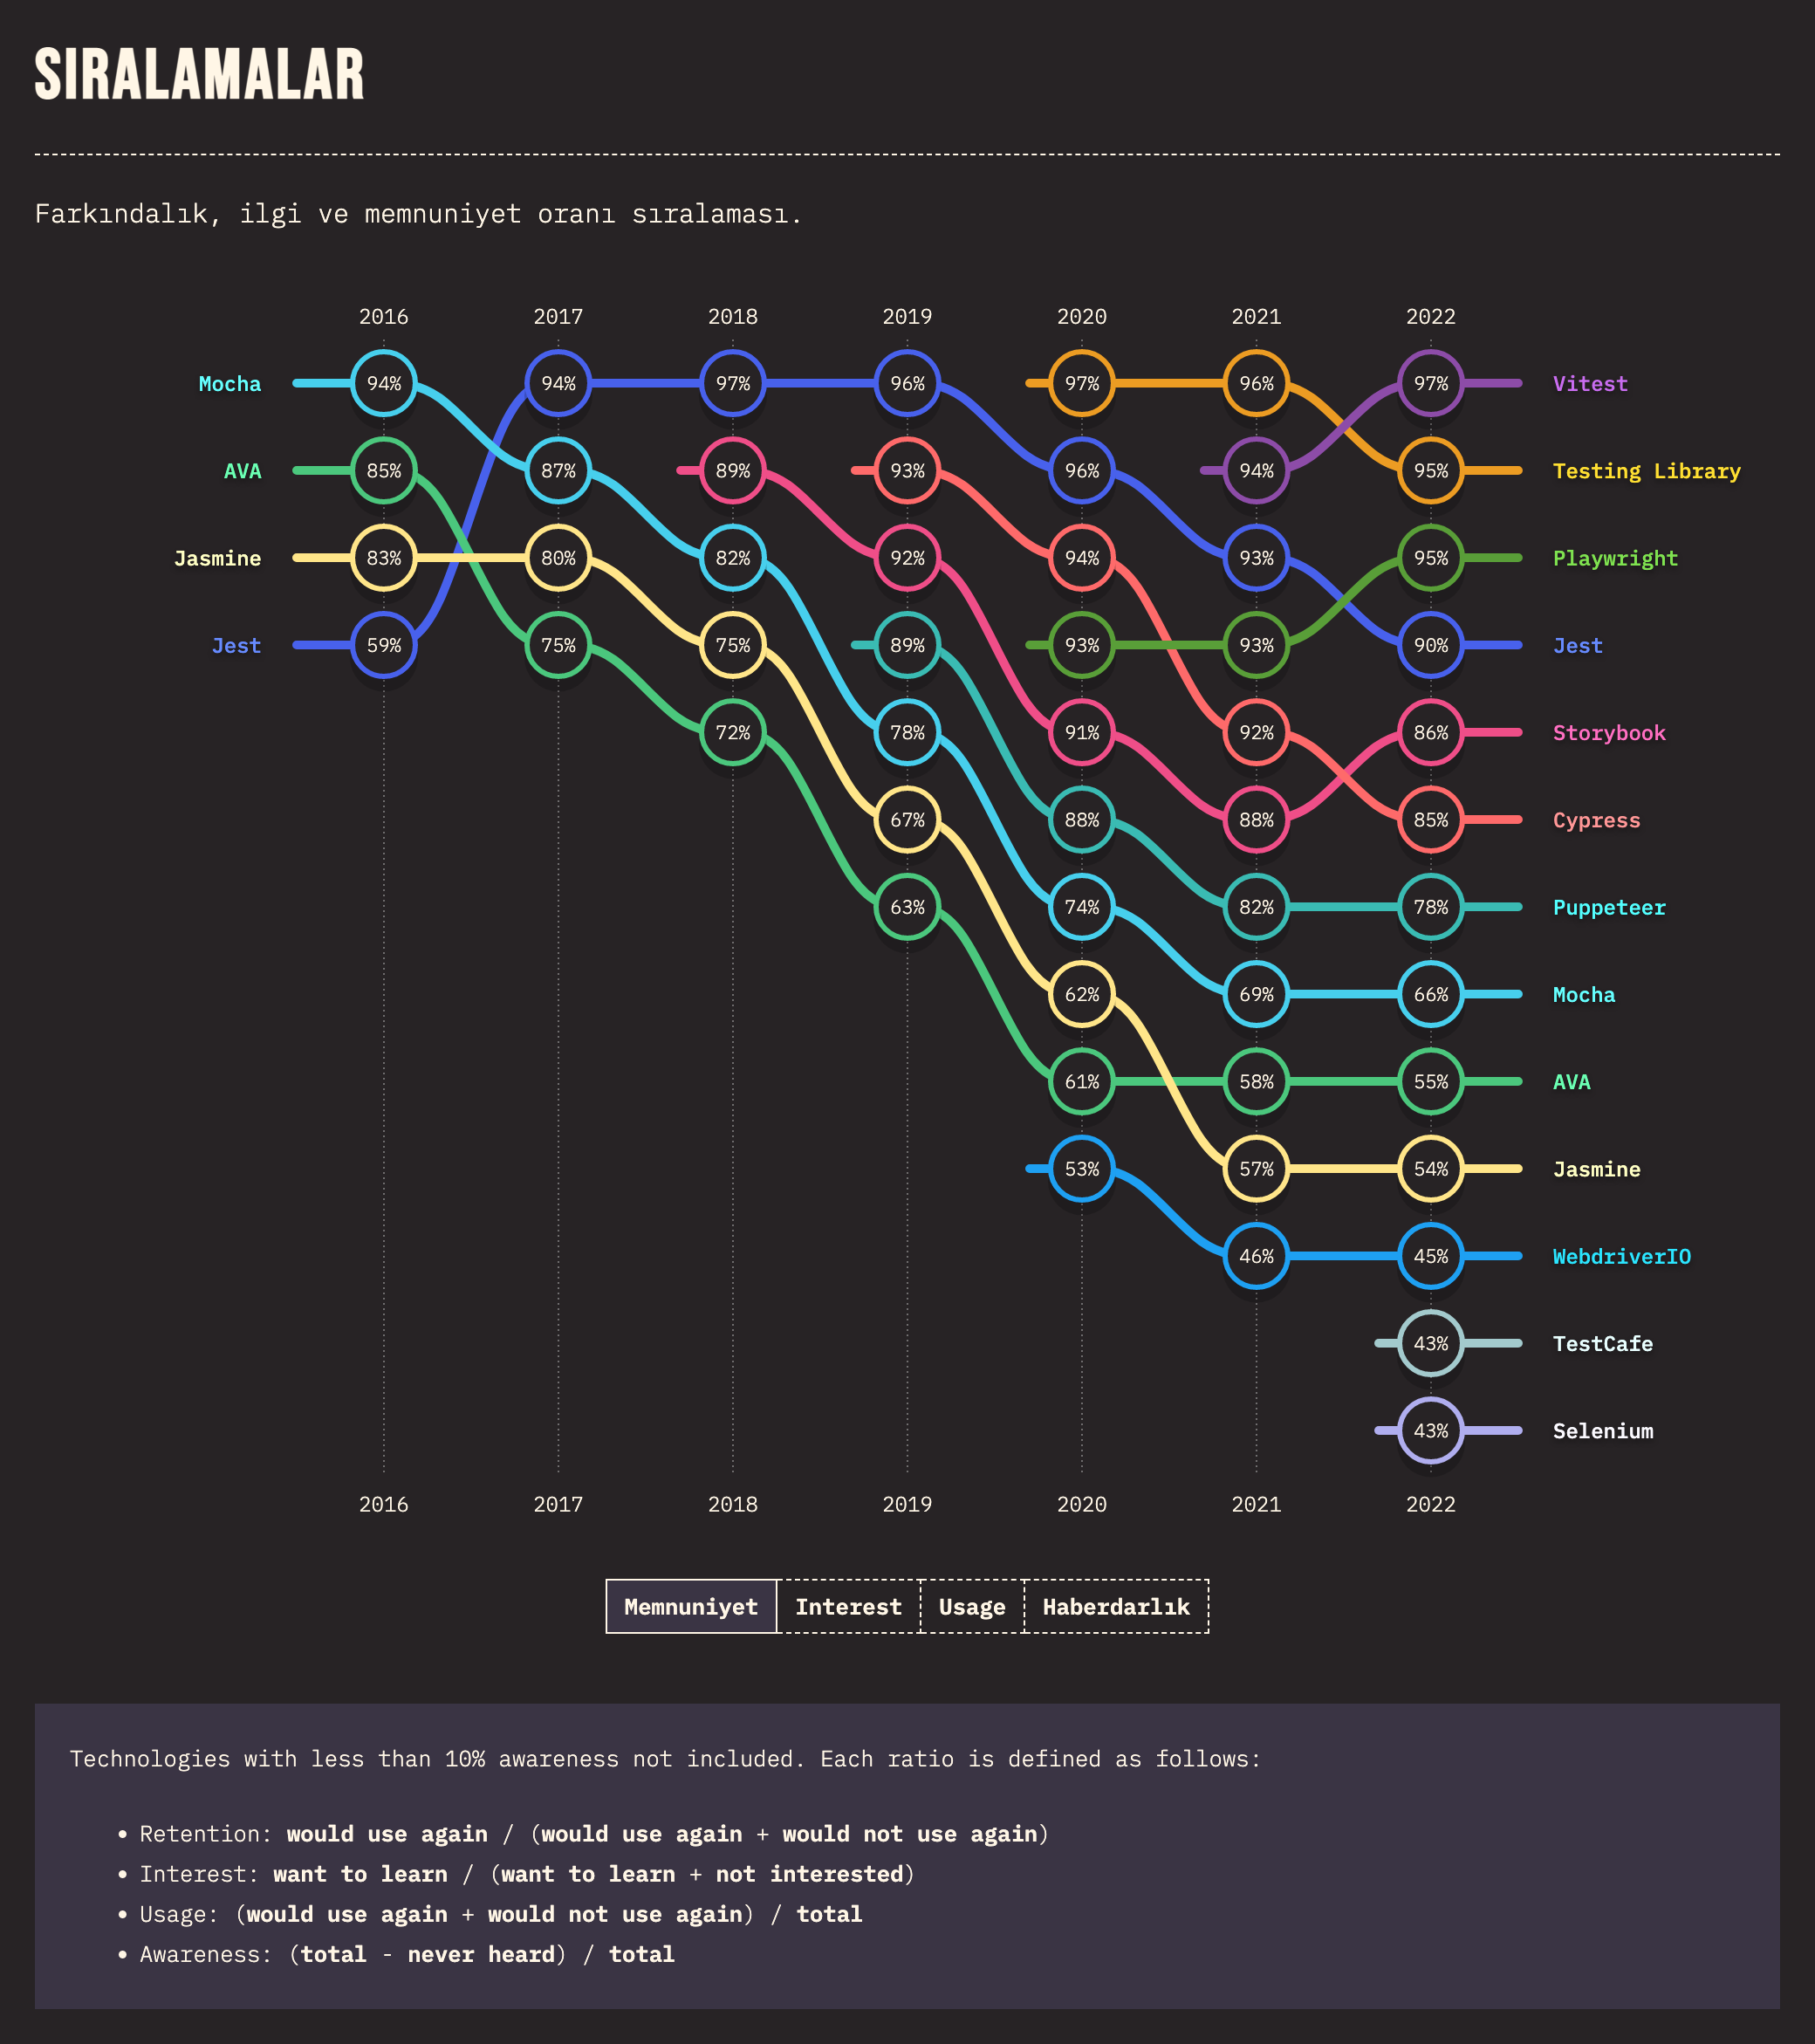 SIRALAMALAR
Farkındalık, ilgi ve memnuniyet oranı sıralaması.
2016 2017 2018 2019 2020 2021 2022
Mocha 94% 94% 97% 96% 97% 96% 97% Vitest
AVA 85% 87% 89% 93% 96% 94% 95% Testing Library
Jasmine 83% 80% 82% 92% 94% 93% 95% Playwright
Jest 59% 75% 75% 89% 93% 93% 90% Jest
72% 78% 91% 92% 86% Storybook
67% 88% 88% 85% Cypress
63% 74% 82% 78% Puppeteer
62% 69% 66% Mocha
61% 58% 55% AVA
53% 57% 54% Jasmine
46% 45% WebdriverIO
43% TestCafe
43% Selenium
2016 2017 2018 2019 2020 2021 2022
Memnuniyet Interest Usage Haberdarlık
Technologies with less than 10% awareness not included. Each ratio is defined as follows:
• Retention: would use again / (would use again + would not use again)
• Interest: want to learn / (want to learn + not interested)
• Usage: (would use again + would not use again) / total
• Awareness: (total - never heard) / total